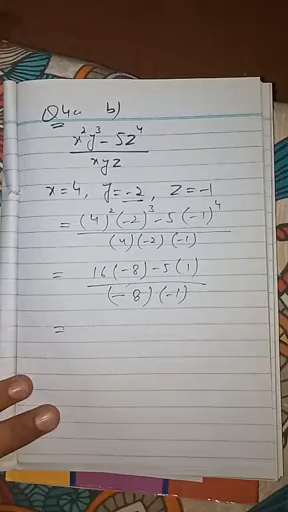 Q4a b)
x²y³ - 5z⁴
xyz
x=4, y=-2, z=-1
= (4)²(-2)³-5(-1)⁴
(4)(-2)(-1)
= 16(-8)-5(1)
(-8)(-1)
=